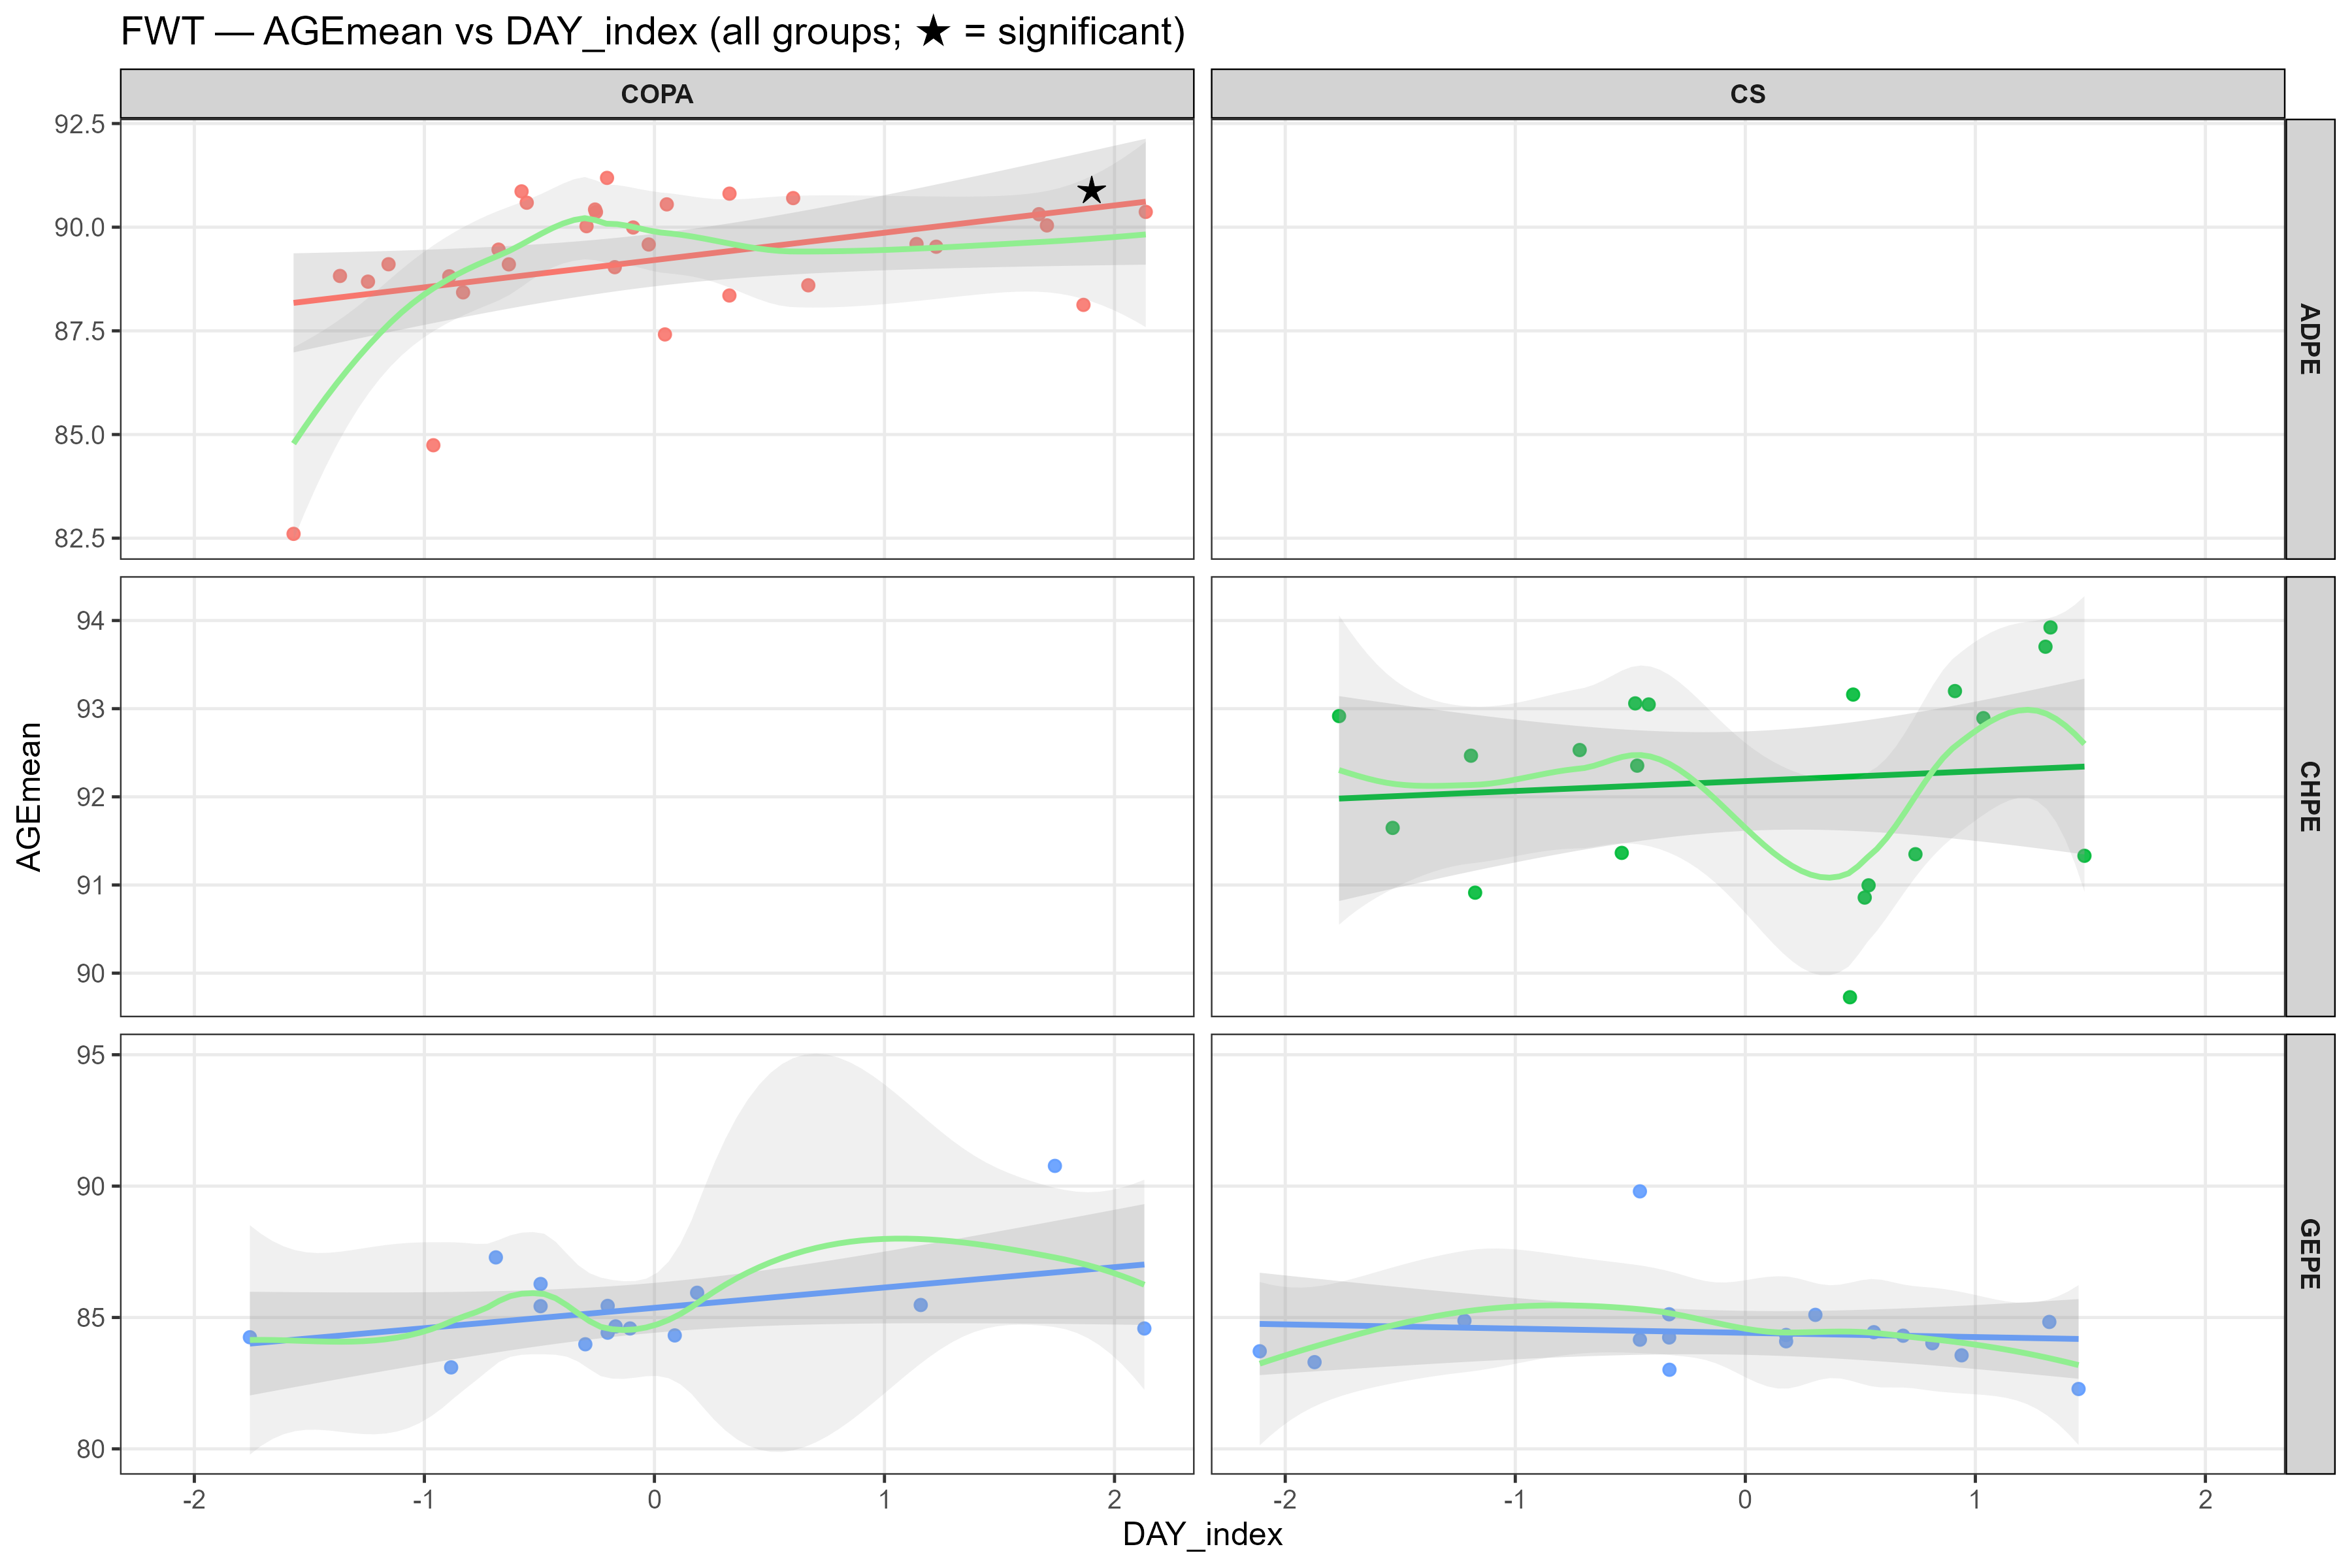 FWT — AGEmean vs DAY_index (all groups; ★ = significant)
COPA
CS
92.5
90.0
87.5
85.0
82.5
ADPE
94
93
92
91
90
CHPE
AGEmean
95
90
85
80
GEPE
-2 -1 0 1 2
-2 -1 0 1 2
DAY_index